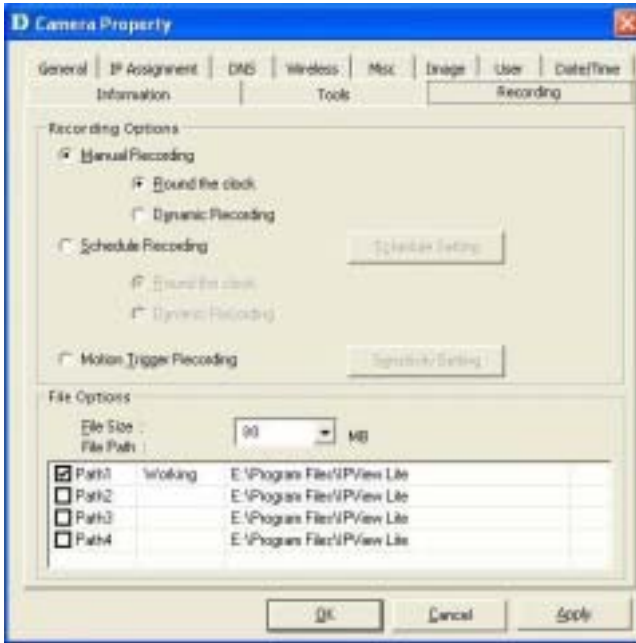 D Camera Property
General IP Assignment DNS Wireless Misc Image User Date/Time
Information Tools Recording
Recording Options
Manual Recording
Round the clock
Dynamic Recording
Schedule Recording Schedule Setting
Round the clock
Dynamic Recording
Motion Trigger Recording Sensitivity Setting
File Options
File Size :
MB
File Path :
Path1 Working E:\Program Files\IPView Lite
Path2 E:\Program Files\IPView Lite
Path3 E:\Program Files\IPView Lite
Path4 E:\Program Files\IPView Lite
OK Cancel Apply